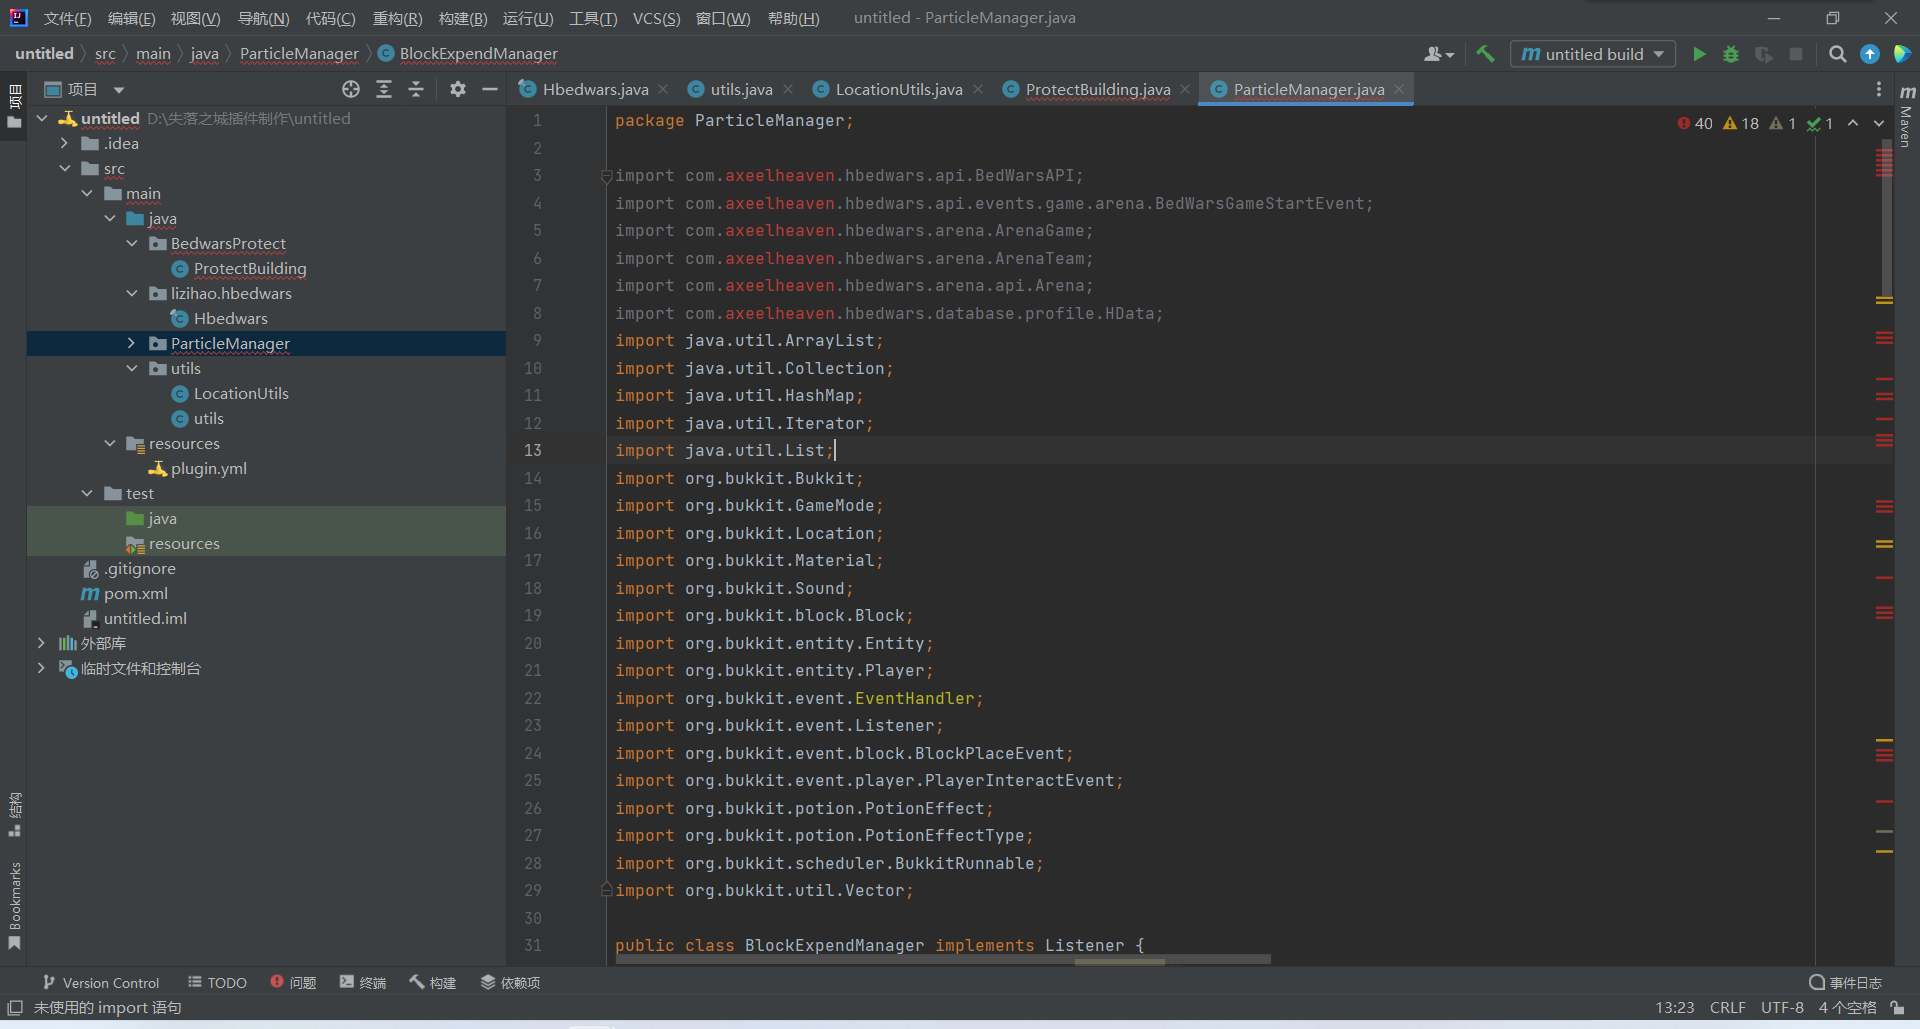 文件(F) 编辑(E) 视图(V) 导航(N) 代码(C) 重构(R) 构建(B) 运行(U) 工具(T) VCS(S) 窗口(W) 帮助(H) untitled - ParticleManager.java
untitled src main java ParticleManager BlockExpendManager untitled build
项目
Hbedwars.java utils.java LocationUtils.java ProtectBuilding.java ParticleManager.java
项目
untitled D:\失落之城插件制作\untitled
.idea
src
main
java
BedwarsProtect
ProtectBuilding
lizihao.hbedwars
Hbedwars
ParticleManager
utils
LocationUtils
utils
resources
plugin.yml
test
java
resources
.gitignore
pom.xml
untitled.iml
外部库
临时文件和控制台
结构
Bookmarks
40 18 1 1
Maven
1 package ParticleManager;
2
3 import com.axeelheaven.hbedwars.api.BedWarsAPI;
4 import com.axeelheaven.hbedwars.api.events.game.arena.BedWarsGameStartEvent;
5 import com.axeelheaven.hbedwars.arena.ArenaGame;
6 import com.axeelheaven.hbedwars.arena.ArenaTeam;
7 import com.axeelheaven.hbedwars.arena.api.Arena;
8 import com.axeelheaven.hbedwars.database.profile.HData;
9 import java.util.ArrayList;
10 import java.util.Collection;
11 import java.util.HashMap;
12 import java.util.Iterator;
13 import java.util.List;
14 import org.bukkit.Bukkit;
15 import org.bukkit.GameMode;
16 import org.bukkit.Location;
17 import org.bukkit.Material;
18 import org.bukkit.Sound;
19 import org.bukkit.block.Block;
20 import org.bukkit.entity.Entity;
21 import org.bukkit.entity.Player;
22 import org.bukkit.event.EventHandler;
23 import org.bukkit.event.Listener;
24 import org.bukkit.event.block.BlockPlaceEvent;
25 import org.bukkit.event.player.PlayerInteractEvent;
26 import org.bukkit.potion.PotionEffect;
27 import org.bukkit.potion.PotionEffectType;
28 import org.bukkit.scheduler.BukkitRunnable;
29 import org.bukkit.util.Vector;
30
31 public class BlockExpendManager implements Listener {
Version Control TODO 问题 终端 构建 依赖项 事件日志
未使用的 import 语句 13:23 CRLF UTF-8 4 个空格